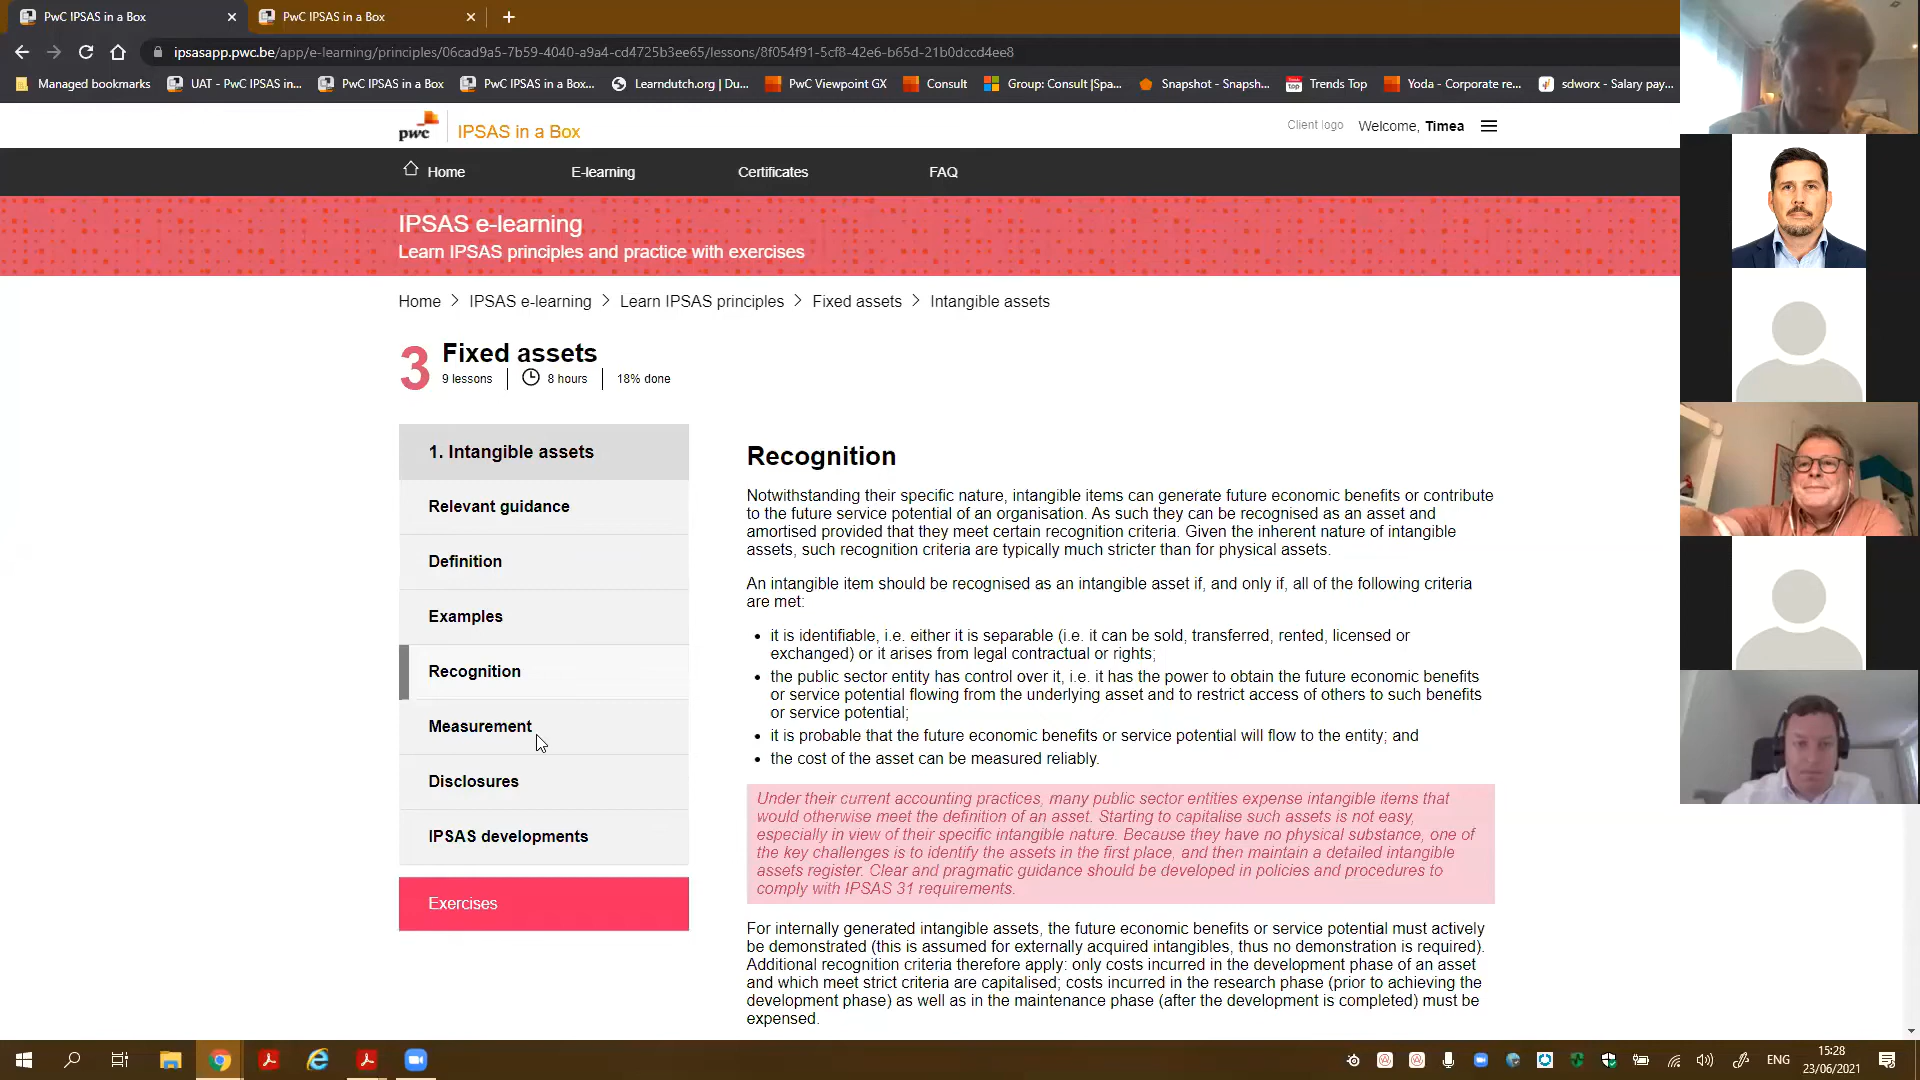 PwC IPSAS in a Box
PwC IPSAS in a Box
ipsasapp.pwc.be/app/e-learning/principles/06cad9a5-7b59-4040-a9a4-cd4725b3ee65/lessons/8f054f91-5cf8-42e6-b65d-21b0dccd4ee8
Managed bookmarks
UAT - PwC IPSAS in...
PwC IPSAS in a Box
PwC IPSAS in a Box...
Learndutch.org | Du...
PwC Viewpoint GX
Consult
Group: Consult |Spa...
Snapshot - Snapsh...
Trends Top
Yoda - Corporate re...
sdworx - Salary pay...
pwc
IPSAS in a Box
Client logo
Welcome, Timea
Home
E-learning
Certificates
FAQ
IPSAS e-learning
Learn IPSAS principles and practice with exercises
Home > IPSAS e-learning > Learn IPSAS principles > Fixed assets > Intangible assets
3
Fixed assets
9 lessons
8 hours
18% done
1. Intangible assets
Relevant guidance
Definition
Examples
Recognition
Measurement
Disclosures
IPSAS developments
Exercises
Recognition
Notwithstanding their specific nature, intangible items can generate future economic benefits or contribute
to the future service potential of an organisation. As such they can be recognised as an asset and
amortised provided that they meet certain recognition criteria. Given the inherent nature of intangible
assets, such recognition criteria are typically much stricter than for physical assets.
An intangible item should be recognised as an intangible asset if, and only if, all of the following criteria
are met:
• it is identifiable, i.e. either it is separable (i.e. it can be sold, transferred, rented, licensed or
exchanged) or it arises from legal contractual or rights;
• the public sector entity has control over it, i.e. it has the power to obtain the future economic benefits
or service potential flowing from the underlying asset and to restrict access of others to such benefits
or service potential;
• it is probable that the future economic benefits or service potential will flow to the entity; and
• the cost of the asset can be measured reliably.
Under their current accounting practices, many public sector entities expense intangible items that
would otherwise meet the definition of an asset. Starting to capitalise such assets is not easy,
especially in view of their specific intangible nature. Because they have no physical substance, one of
the key challenges is to identify the assets in the first place, and then maintain a detailed intangible
assets register. Clear and pragmatic guidance should be developed in policies and procedures to
comply with IPSAS 31 requirements.
For internally generated intangible assets, the future economic benefits or service potential must actively
be demonstrated (this is assumed for externally acquired intangibles, thus no demonstration is required).
Additional recognition criteria therefore apply: only costs incurred in the development phase of an asset
and which meet strict criteria are capitalised; costs incurred in the research phase (prior to achieving the
development phase) as well as in the maintenance phase (after the development is completed) must be
expensed.
ENG
15:28
23/06/2021